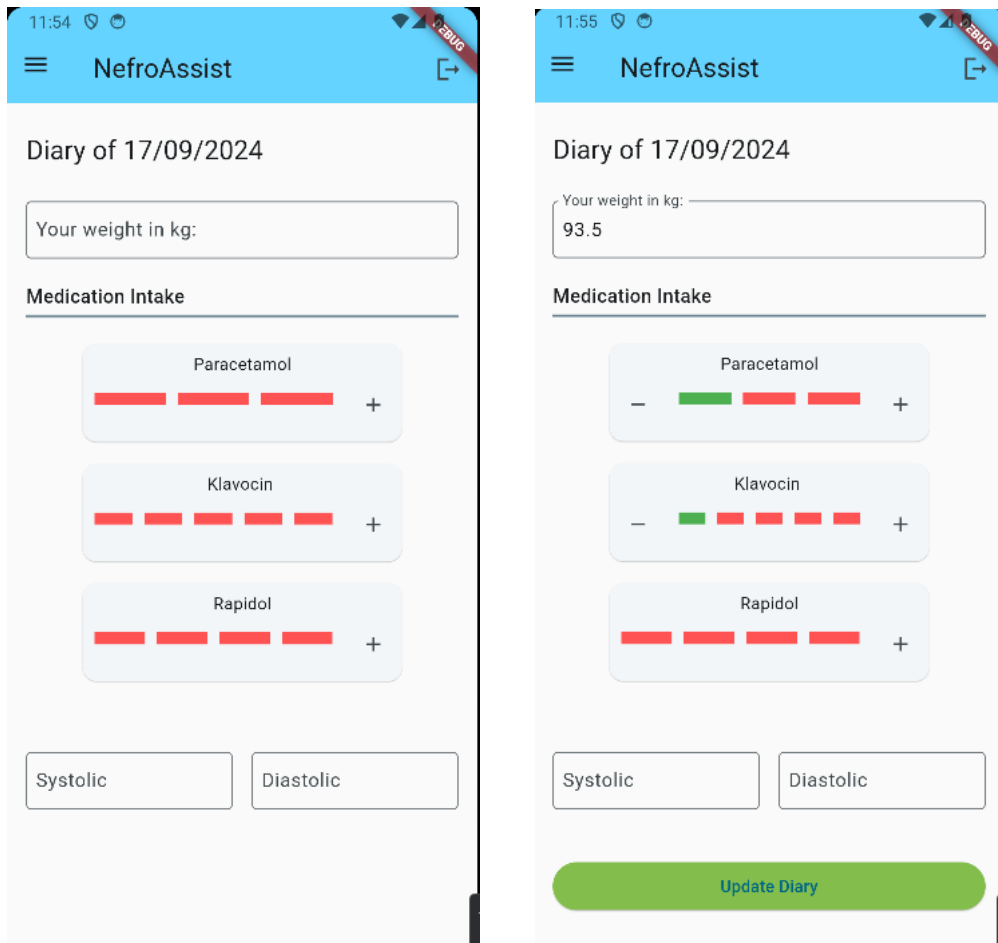 11:54
DEBUG
NefroAssist
Diary of 17/09/2024
Your weight in kg:
Medication Intake
Paracetamol
+
Klavocin
+
Rapidol
+
Systolic Diastolic
11:55
DEBUG
NefroAssist
Diary of 17/09/2024
Your weight in kg:
93.5
Medication Intake
Paracetamol
− +
Klavocin
− +
Rapidol
+
Systolic Diastolic
Update Diary